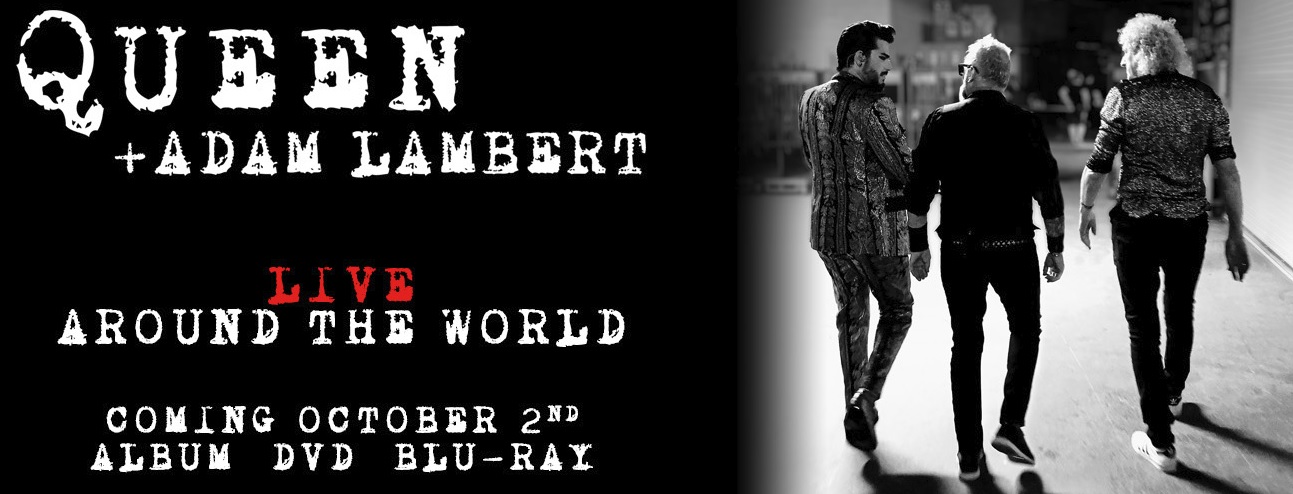 QUEEN
+ADAM LAMBERT
LIVE
AROUND THE WORLD
COMING OCTOBER 2ND
ALBUM DVD BLU-RAY